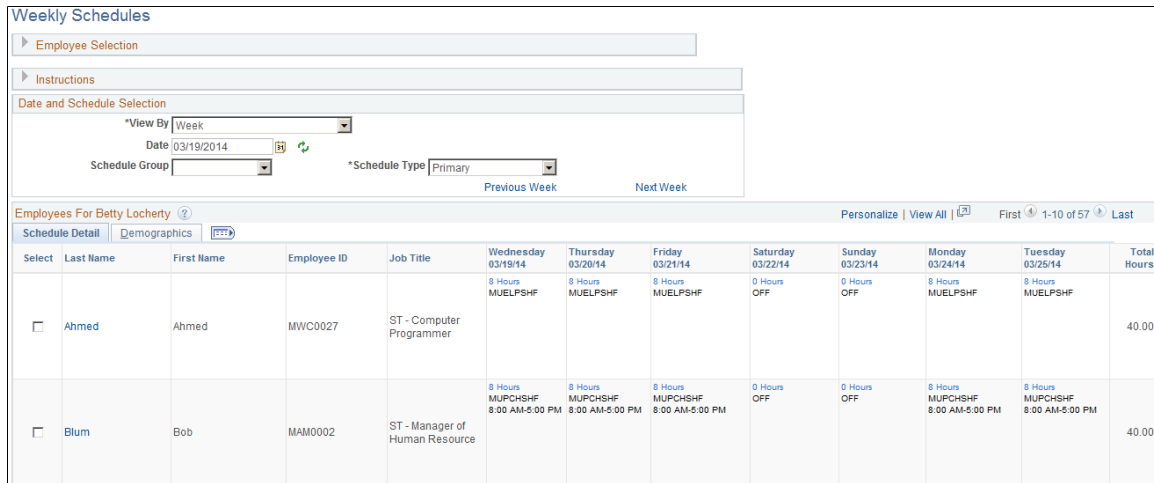 Weekly Schedules
Employee Selection
Instructions
Date and Schedule Selection
*View By Week
Date 03/19/2014 31
Schedule Group *Schedule Type Primary
Previous Week Next Week
Employees For Betty Locherty ? Personalize | View All | First 1-10 of 57 Last
Schedule Detail Demographics
Select Last Name First Name Employee ID Job Title Wednesday 03/19/14 Thursday 03/20/14 Friday 03/21/14 Saturday 03/22/14 Sunday 03/23/14 Monday 03/24/14 Tuesday 03/25/14 Total Hours
8 Hours 8 Hours 8 Hours 0 Hours 0 Hours 8 Hours 8 Hours
MUELPSHF MUELPSHF MUELPSHF OFF OFF MUELPSHF MUELPSHF
Ahmed Ahmed MWC0027 ST - Computer Programmer 40.00
8 Hours 8 Hours 8 Hours 0 Hours 0 Hours 8 Hours 8 Hours
MUPCHSHF MUPCHSHF MUPCHSHF OFF OFF MUPCHSHF MUPCHSHF
8:00 AM-5:00 PM 8:00 AM-5:00 PM 8:00 AM-5:00 PM 8:00 AM-5:00 PM 8:00 AM-5:00 PM
Blum Bob MAM0002 ST - Manager of Human Resource 40.00